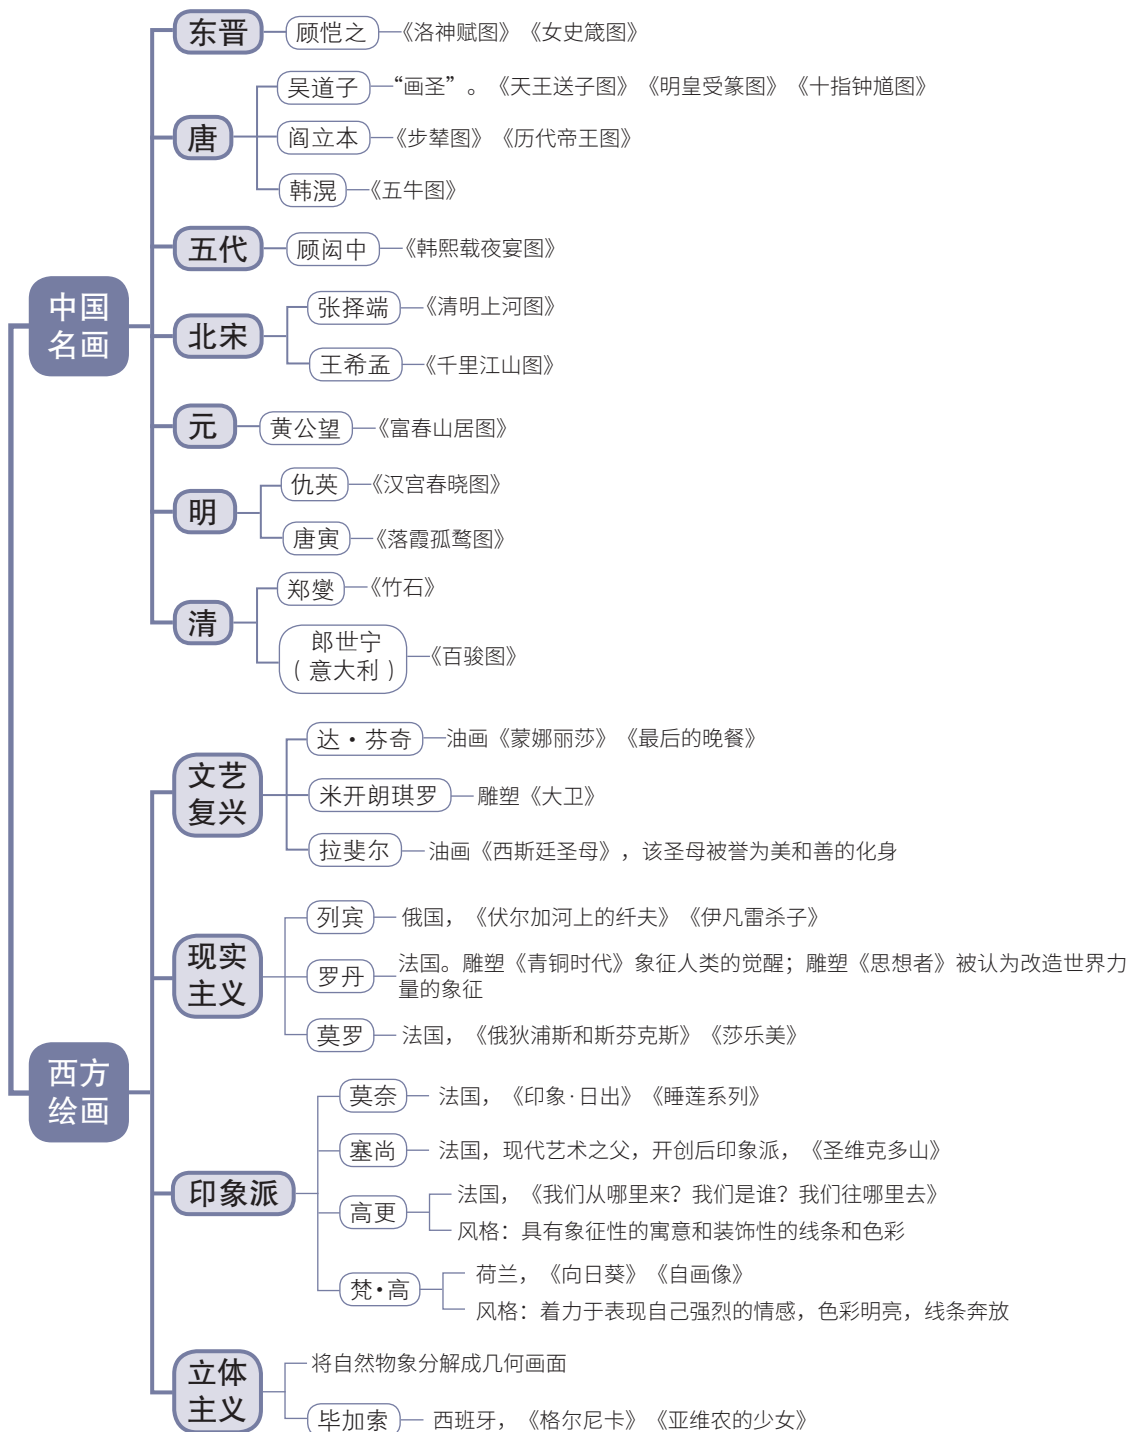 中国
名画
东晋
顾恺之
《洛神赋图》《女史箴图》
唐
吴道子
“画圣”。《天王送子图》《明皇受篆图》《十指钟馗图》
阎立本
《步辇图》《历代帝王图》
韩滉
《五牛图》
五代
顾闳中
《韩熙载夜宴图》
北宋
张择端
《清明上河图》
王希孟
《千里江山图》
元
黄公望
《富春山居图》
明
仇英
《汉宫春晓图》
唐寅
《落霞孤鹜图》
清
郑燮
《竹石》
郎世宁
(意大利)
《百骏图》
西方
绘画
文艺
复兴
达·芬奇
油画《蒙娜丽莎》《最后的晚餐》
米开朗琪罗
雕塑《大卫》
拉斐尔
油画《西斯廷圣母》，该圣母被誉为美和善的化身
现实
主义
列宾
俄国，《伏尔加河上的纤夫》《伊凡雷杀子》
罗丹
法国。雕塑《青铜时代》象征人类的觉醒；雕塑《思想者》被认为改造世界力
量的象征
莫罗
法国，《俄狄浦斯和斯芬克斯》《莎乐美》
印象派
莫奈
法国，《印象·日出》《睡莲系列》
塞尚
法国，现代艺术之父，开创后印象派，《圣维克多山》
高更
法国，《我们从哪里来？我们是谁？我们往哪里去》
风格：具有象征性的寓意和装饰性的线条和色彩
梵·高
荷兰，《向日葵》《自画像》
风格：着力于表现自己强烈的情感，色彩明亮，线条奔放
立体
主义
将自然物象分解成几何画面
毕加索
西班牙，《格尔尼卡》《亚维农的少女》